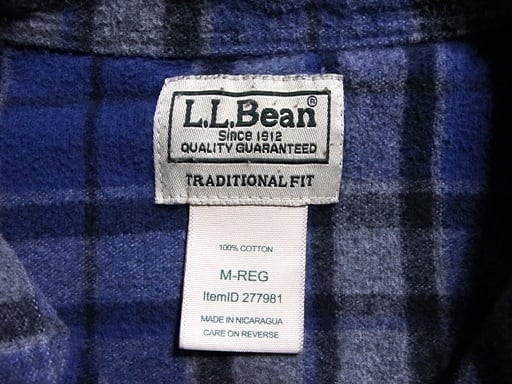 L.L.Bean®
SINCE 1912
QUALITY GUARANTEED
TRADITIONAL FIT
100% COTTON
M-REG
ItemID 277981
MADE IN NICARAGUA
CARE ON REVERSE